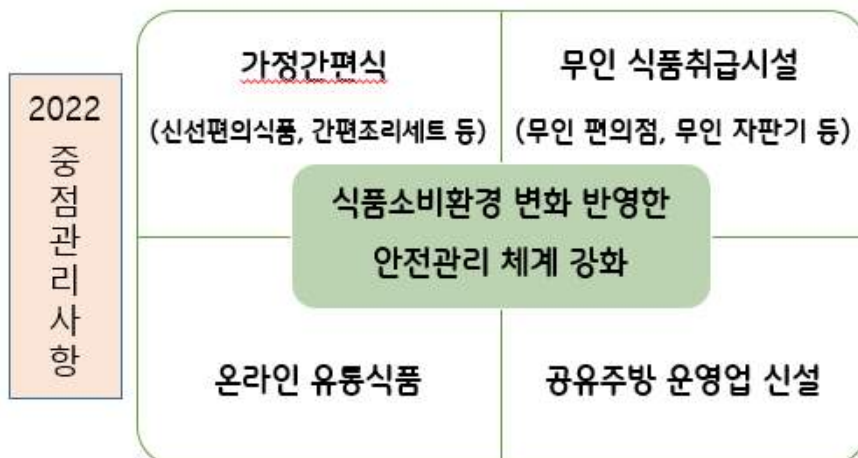 2022
중점관리사항
가정간편식
(신선편의식품, 간편조리세트 등)
무인 식품취급시설
(무인 편의점, 무인 자판기 등)
식품소비환경 변화 반영한
안전관리 체계 강화
온라인 유통식품
공유주방 운영업 신설